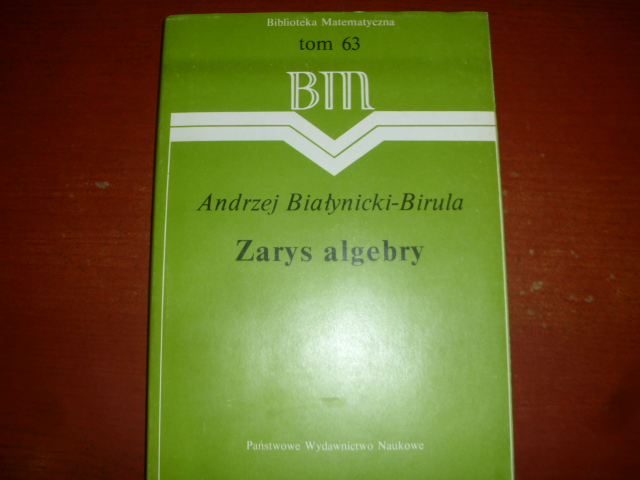 Biblioteka Matematyczna
tom 63
BM
Andrzej Białynicki-Birula
Zarys algebry
Państwowe Wydawnictwo Naukowe